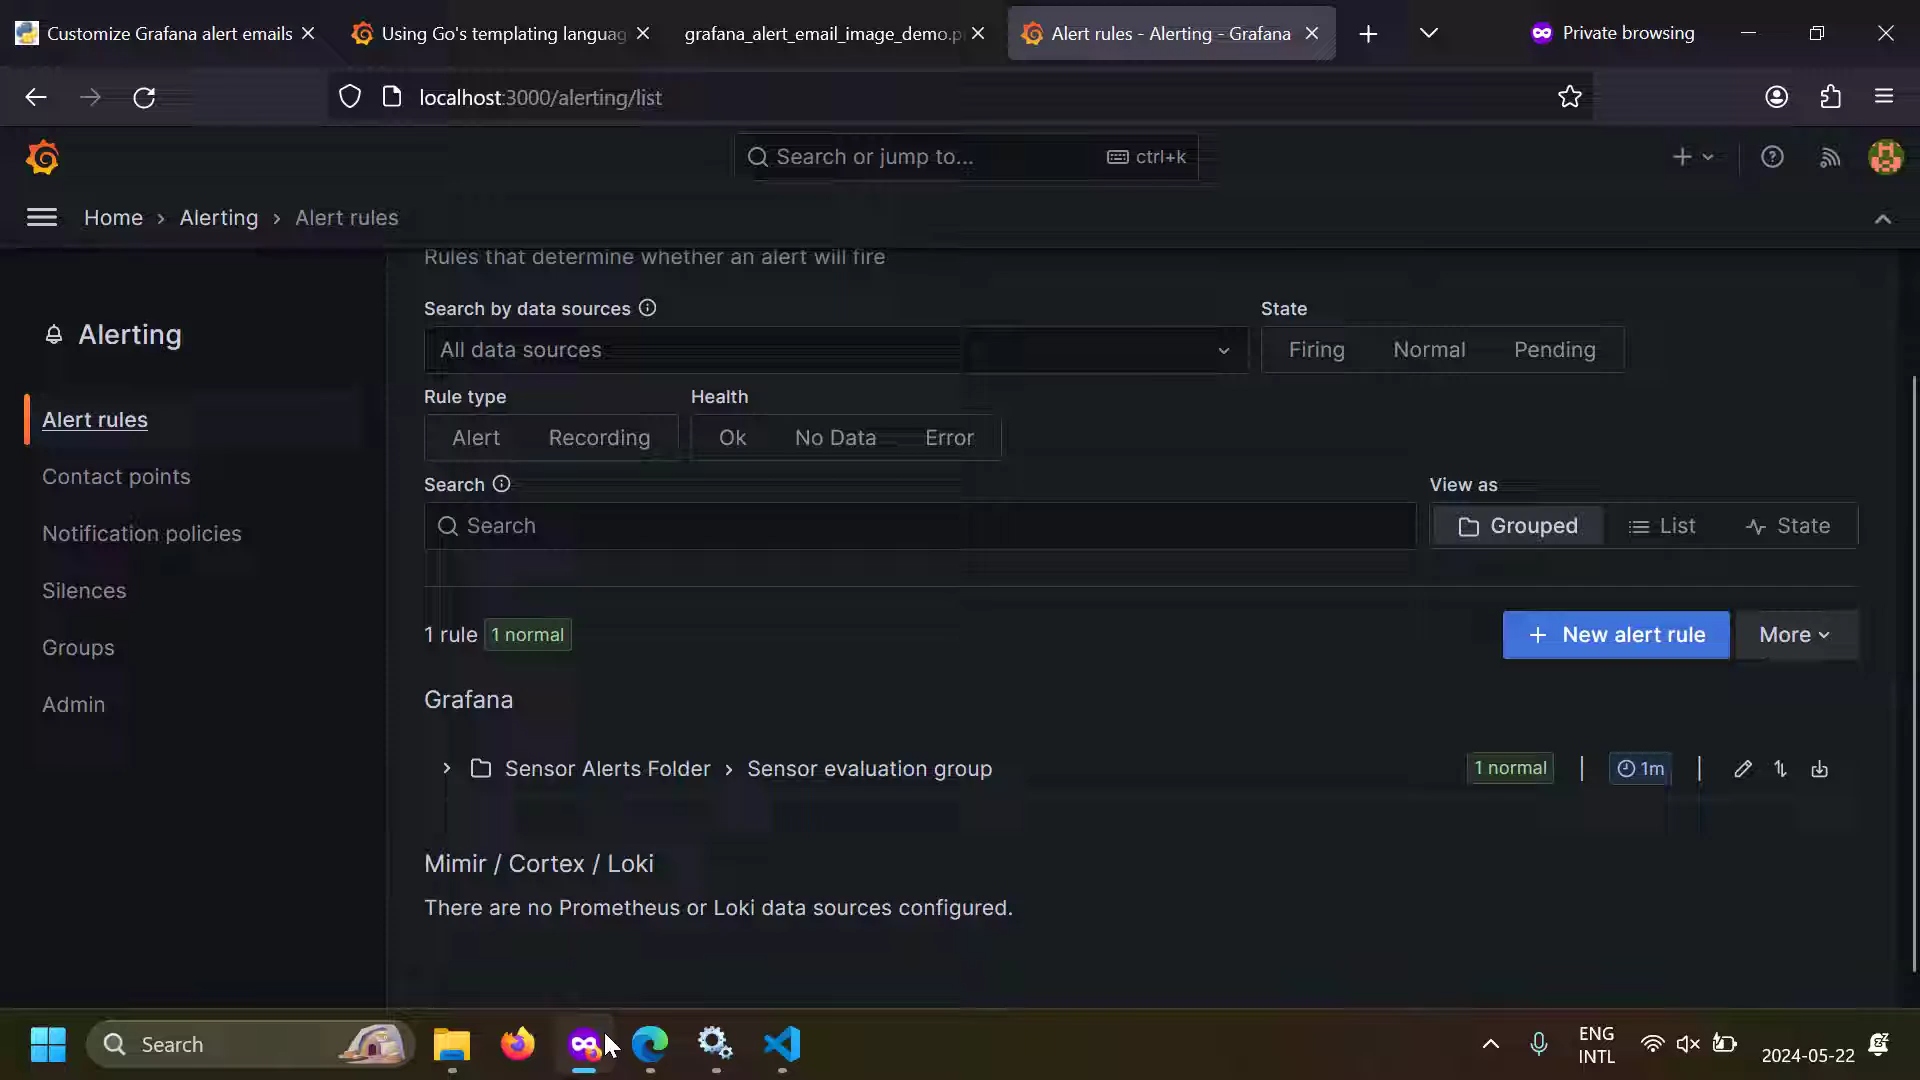 Customize Grafana alert emails
Using Go's templating languag
grafana_alert_email_image_demo.p
Alert rules - Alerting - Grafana
Private browsing
localhost:3000/alerting/list
Search or jump to...
ctrl+k
Home › Alerting › Alert rules
Rules that determine whether an alert will fire
Alerting
Alert rules
Contact points
Notification policies
Silences
Groups
Admin
Search by data sources
State
All data sources
Firing Normal Pending
Rule type
Health
Alert Recording
Ok No Data Error
Search
View as
Search
Grouped List State
1 rule 1 normal
New alert rule
More
Grafana
Sensor Alerts Folder › Sensor evaluation group
1 normal | 1m |
Mimir / Cortex / Loki
There are no Prometheus or Loki data sources configured.
Search
ENG
INTL
2024-05-22